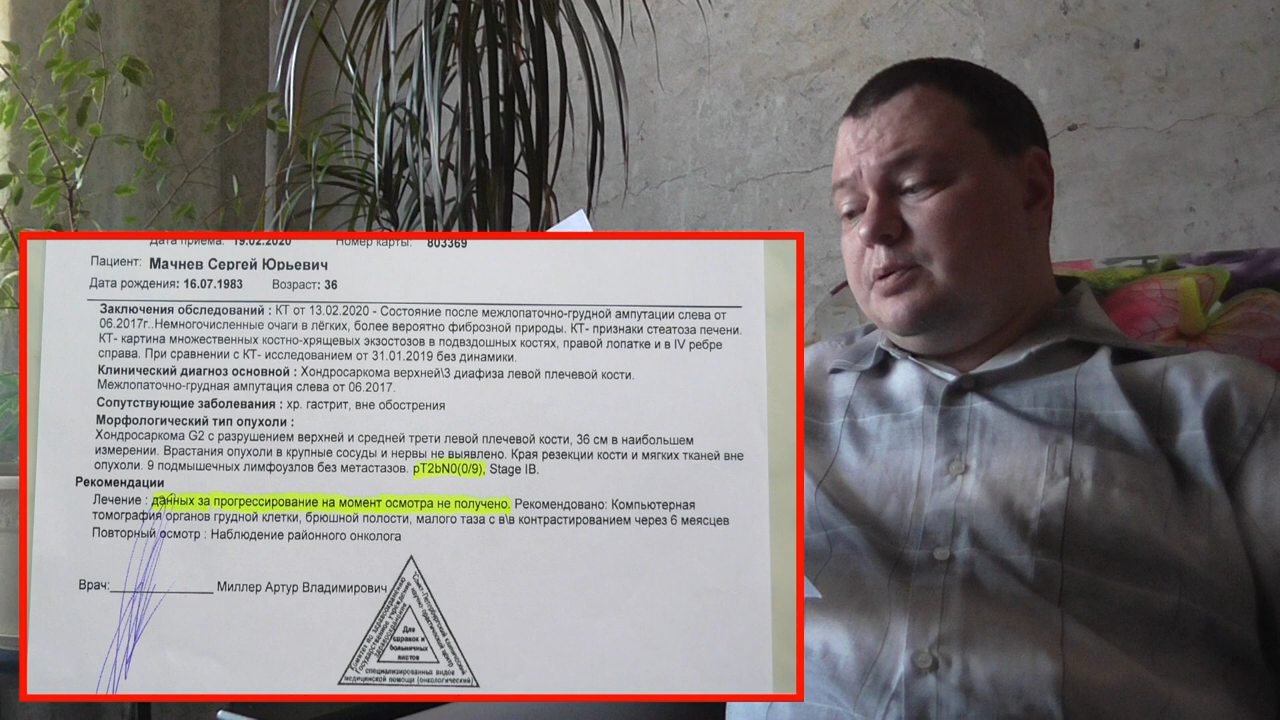 Дата приема: 19.02.2020 Номер карты: 803369
Пациент: Мачнев Сергей Юрьевич
Дата рождения: 16.07.1983 Возраст: 36
Заключения обследований : КТ от 13.02.2020 - Состояние после межлопаточно-грудной ампутации слева от
06.2017г..Немногочисленные очаги в лёгких, более вероятно фиброзной природы. КТ- признаки стеатоза печени.
КТ- картина множественных костно-хрящевых экзостозов в подвздошных костях, правой лопатке и в IV ребре
справа. При сравнении с КТ- исследованием от 31.01.2019 без динамики.
Клинический диагноз основной : Хондросаркома верхней\3 диафиза левой плечевой кости.
Межлопаточно-грудная ампутация слева от 06.2017.
Сопутствующие заболевания : хр. гастрит, вне обострения
Морфологический тип опухоли :
Хондросаркома G2 с разрушением верхней и средней трети левой плечевой кости, 36 см в наибольшем
измерении. Врастания опухоли в крупные сосуды и нервы не выявлено. Края резекции кости и мягких тканей вне
опухоли. 9 подмышечных лимфоузлов без метастазов. pT2bN0(0/9), Stage IB.
Рекомендации
Лечение : данных за прогрессирование на момент осмотра не получено. Рекомендовано: Компьютерная
томография органов грудной клетки, брюшной полости, малого таза с в\в контрастированием через 6 меясцев
Повторный осмотр : Наблюдение районного онколога
Врач: Миллер Артур Владимирович
Для
справок и
больничных
листов
специализированных видов
медицинской помощи (онкологический